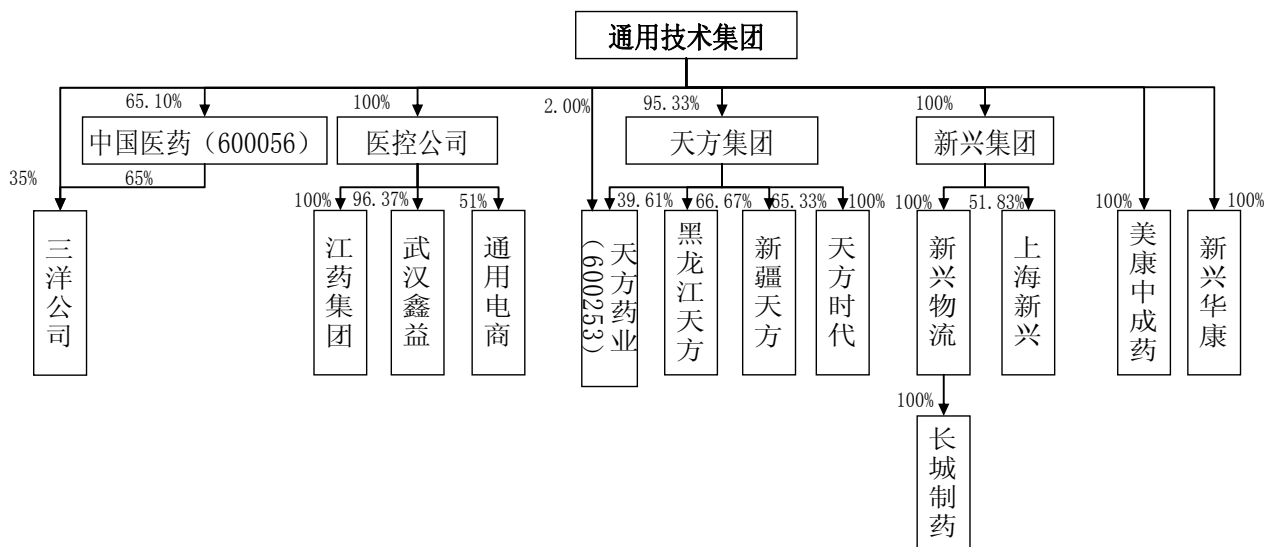 通用技术集团
65.10%
100%
2.00%
95.33%
100%
中国医药（600056）
医控公司
天方集团
新兴集团
35%
65%
100%
96.37%
51%
39.61%
66.67%
65.33%
100%
100%
51.83%
100%
100%
三洋公司
江药集团
武汉鑫益
通用电商
天方药业
（600253）
黑龙江天方
新疆天方
天方时代
新兴物流
上海新兴
美康中成药
新兴华康
100%
长城制药